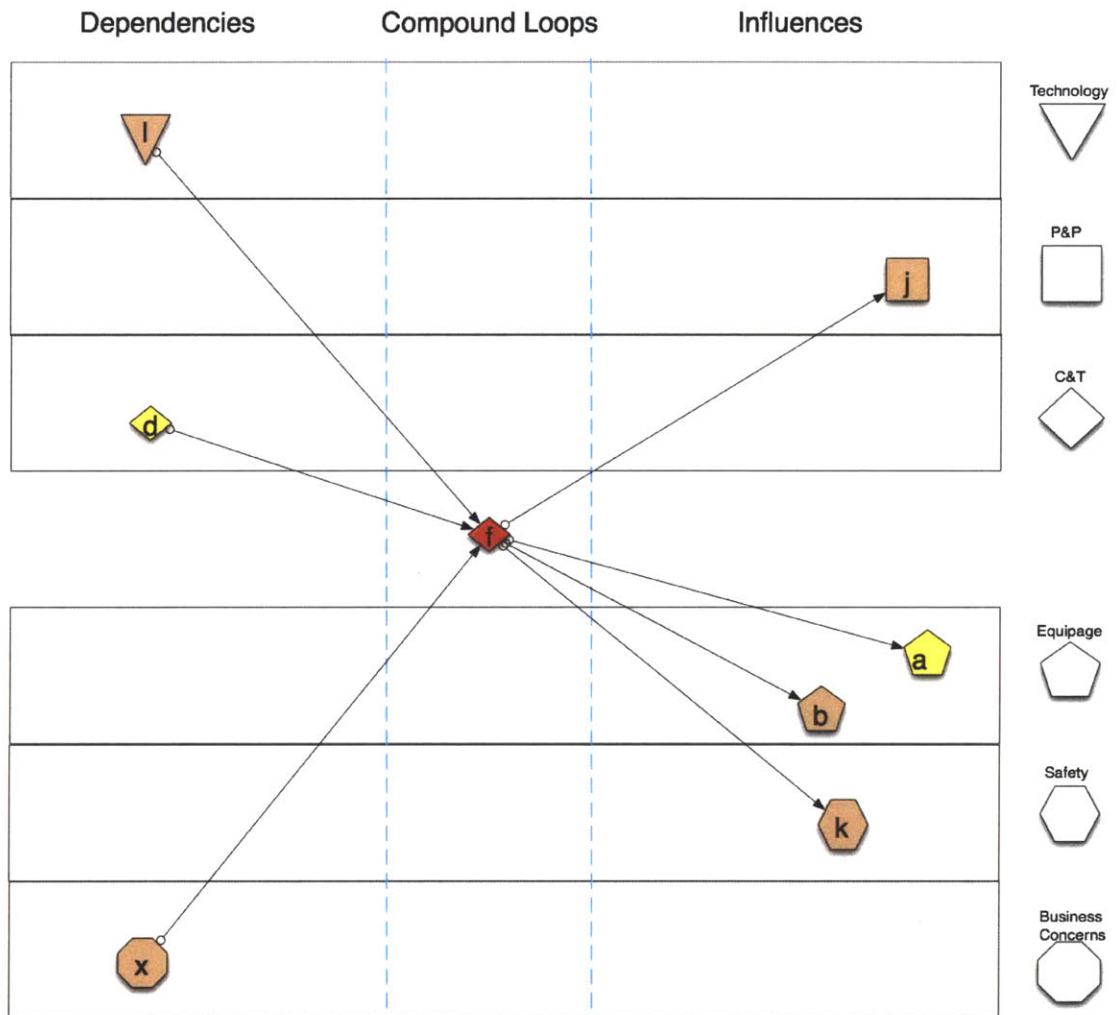 Dependencies
Compound Loops
Influences
Technology
l
P&P
j
C&T
d
f
Equipage
a
b
Safety
k
Business
Concerns
x